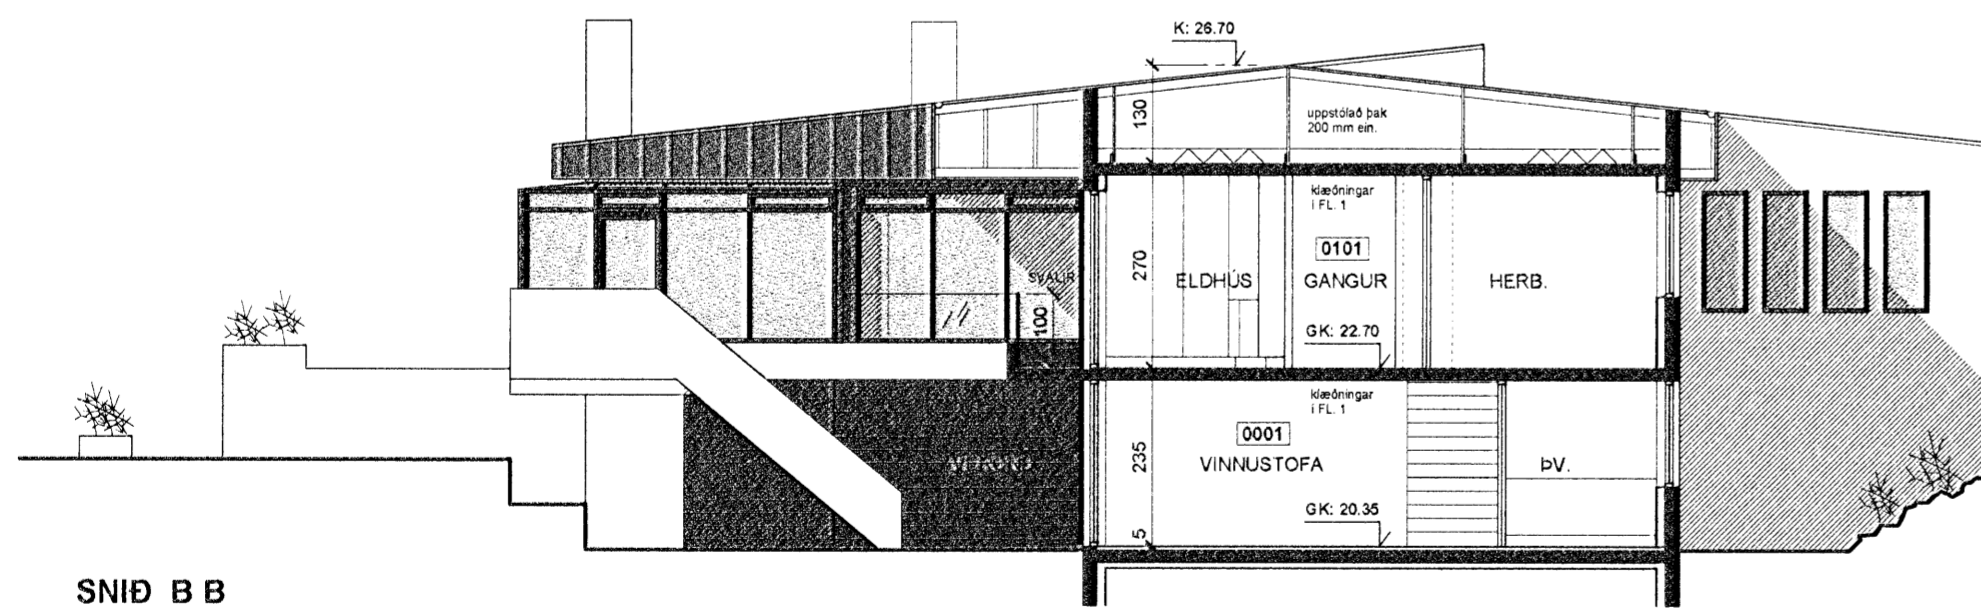 K: 26.70
130
uppstólað þak
200 mm ein.
klæðningar
í FL. 1
0101
270
SVALIR
ELDHÚS
GANGUR
HERB.
100
GK: 22.70
klæðningar
í FL. 1
0001
235
VINNUSTOFA
ÞV.
GK: 20.35
5
SNIÐ B B